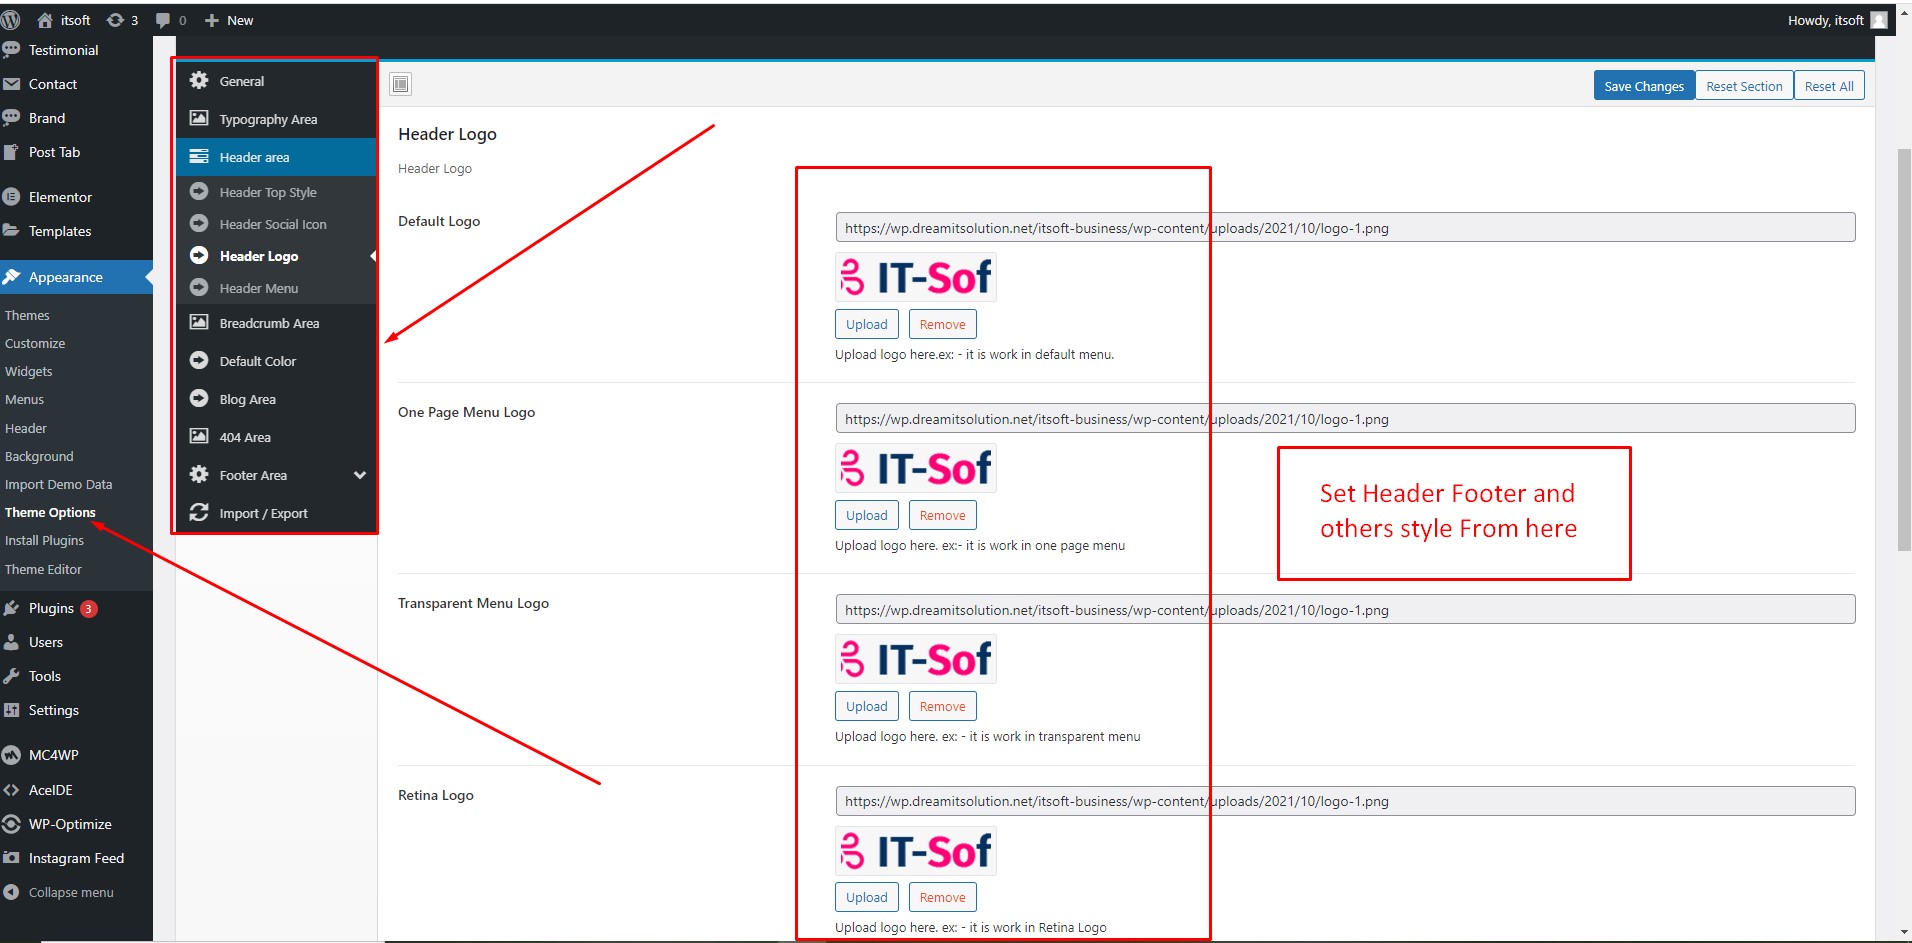 itsoft
3
0
New
Howdy, itsoft
Testimonial
Contact
Brand
Post Tab
Elementor
Templates
Appearance
Themes
Customize
Widgets
Menus
Header
Background
Import Demo Data
Theme Options
Install Plugins
Theme Editor
Plugins 3
Users
Tools
Settings
MC4WP
AceIDE
WP-Optimize
Instagram Feed
Collapse menu
General
Typography Area
Header area
Header Top Style
Header Social Icon
Header Logo
Header Menu
Breadcrumb Area
Default Color
Blog Area
404 Area
Footer Area
Import / Export
Save Changes
Reset Section
Reset All
Header Logo
Header Logo
Default Logo
https://wp.dreamitsolution.net/itsoft-business/wp-content/uploads/2021/10/logo-1.png
IT-Sof
Upload
Remove
Upload logo here.ex: - it is work in default menu.
One Page Menu Logo
https://wp.dreamitsolution.net/itsoft-business/wp-content/uploads/2021/10/logo-1.png
IT-Sof
Upload
Remove
Upload logo here. ex:- it is work in one page menu
Set Header Footer and
others style From here
Transparent Menu Logo
https://wp.dreamitsolution.net/itsoft-business/wp-content/uploads/2021/10/logo-1.png
IT-Sof
Upload
Remove
Upload logo here. ex: - it is work in transparent menu
Retina Logo
https://wp.dreamitsolution.net/itsoft-business/wp-content/uploads/2021/10/logo-1.png
IT-Sof
Upload
Remove
Upload logo here. ex: - it is work in Retina Logo